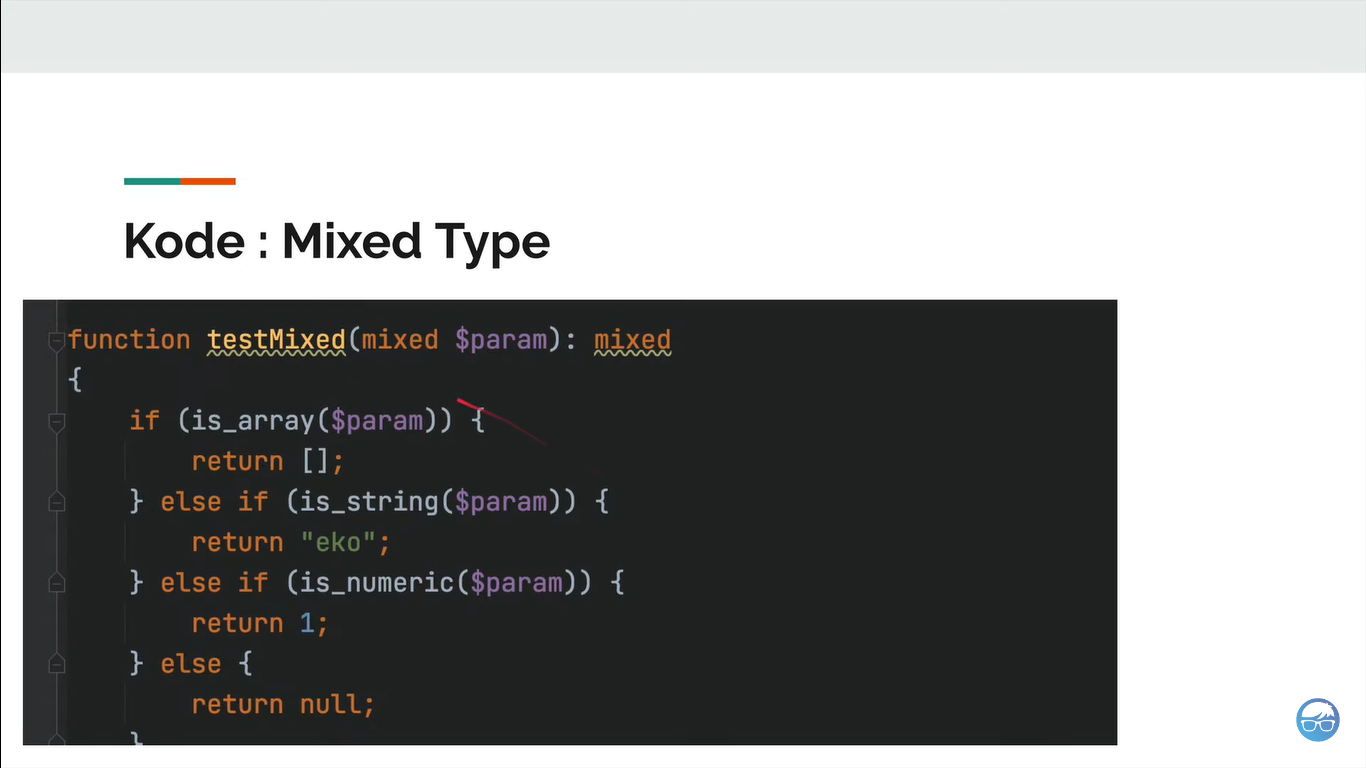 Kode : Mixed Type
function testMixed(mixed $param): mixed
{
if (is_array($param)) {
return [];
} else if (is_string($param)) {
return "eko";
} else if (is_numeric($param)) {
return 1;
} else {
return null;
}